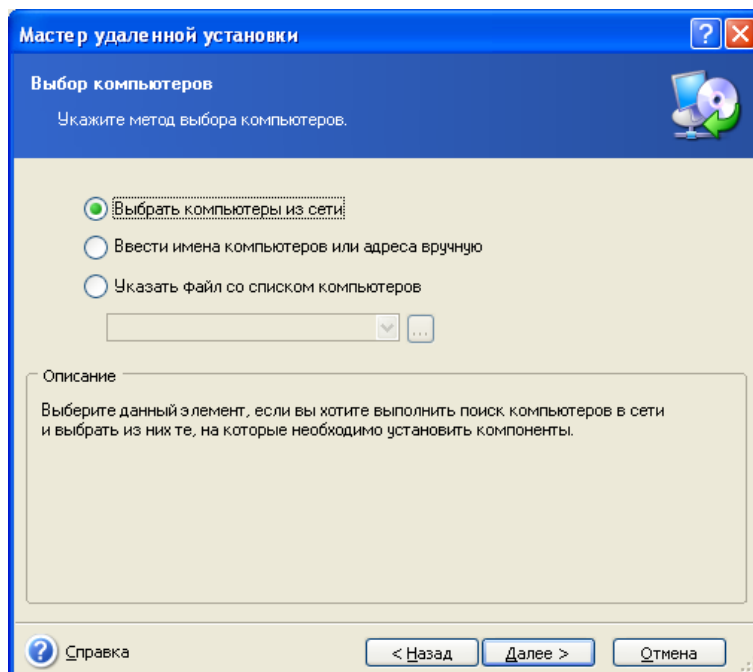 Мастер удаленной установки
Выбор компьютеров
Укажите метод выбора компьютеров.
Выбрать компьютеры из сети
Ввести имена компьютеров или адреса вручную
Указать файл со списком компьютеров
...
Описание
Выберите данный элемент, если вы хотите выполнить поиск компьютеров в сети
и выбрать из них те, на которые необходимо установить компоненты.
Справка
< Назад
Далее >
Отмена